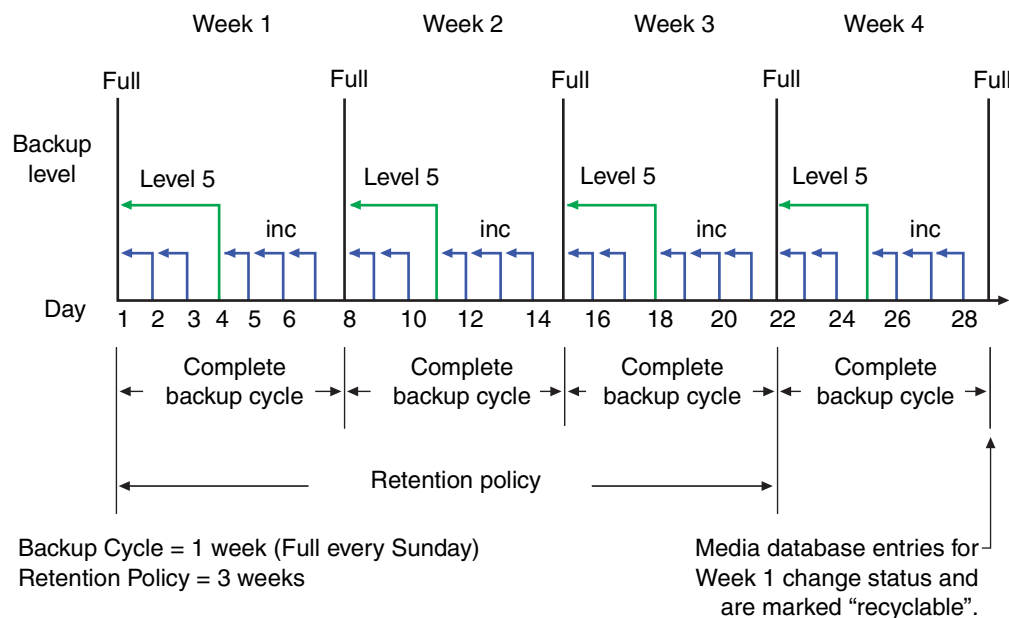 Week 1 Week 2 Week 3 Week 4
Full Full Full Full Full
Backup
level
Level 5 Level 5 Level 5 Level 5
inc inc inc inc
Day
1 2 3 4 5 6 8 10 12 14 16 18 20 22 24 26 28
Complete
backup cycle
Complete
backup cycle
Complete
backup cycle
Complete
backup cycle
Retention policy
Backup Cycle = 1 week (Full every Sunday)
Retention Policy = 3 weeks
Media database entries for
Week 1 change status and
are marked “recyclable”.